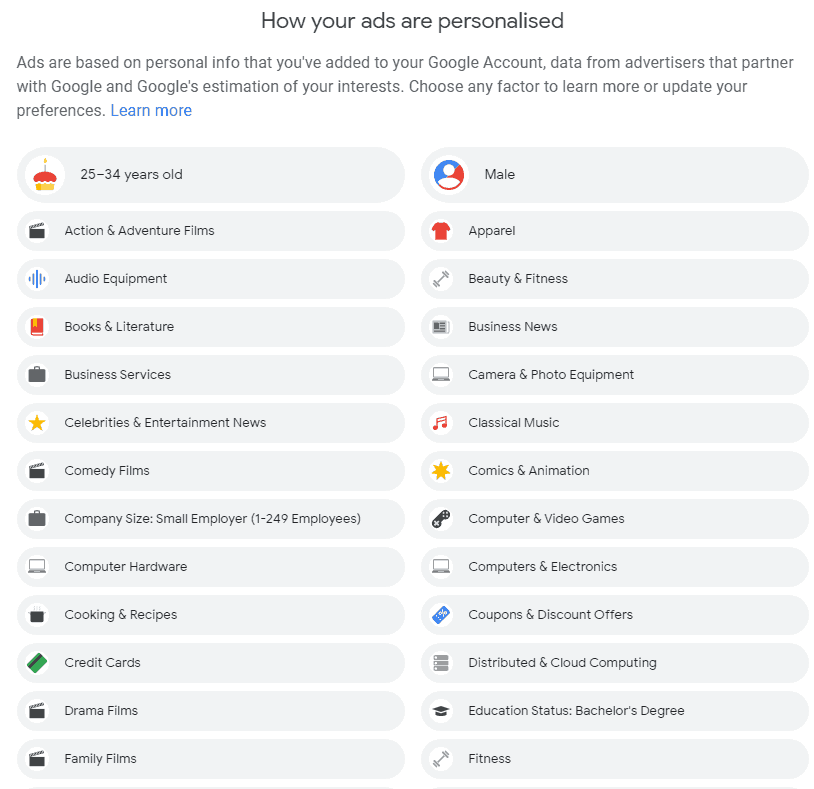 How your ads are personalised
Ads are based on personal info that you've added to your Google Account, data from advertisers that partner
with Google and Google's estimation of your interests. Choose any factor to learn more or update your
preferences. Learn more
25–34 years old
Male
Action & Adventure Films
Apparel
Audio Equipment
Beauty & Fitness
Books & Literature
Business News
Business Services
Camera & Photo Equipment
Celebrities & Entertainment News
Classical Music
Comedy Films
Comics & Animation
Company Size: Small Employer (1-249 Employees)
Computer & Video Games
Computer Hardware
Computers & Electronics
Cooking & Recipes
Coupons & Discount Offers
Credit Cards
Distributed & Cloud Computing
Drama Films
Education Status: Bachelor's Degree
Family Films
Fitness